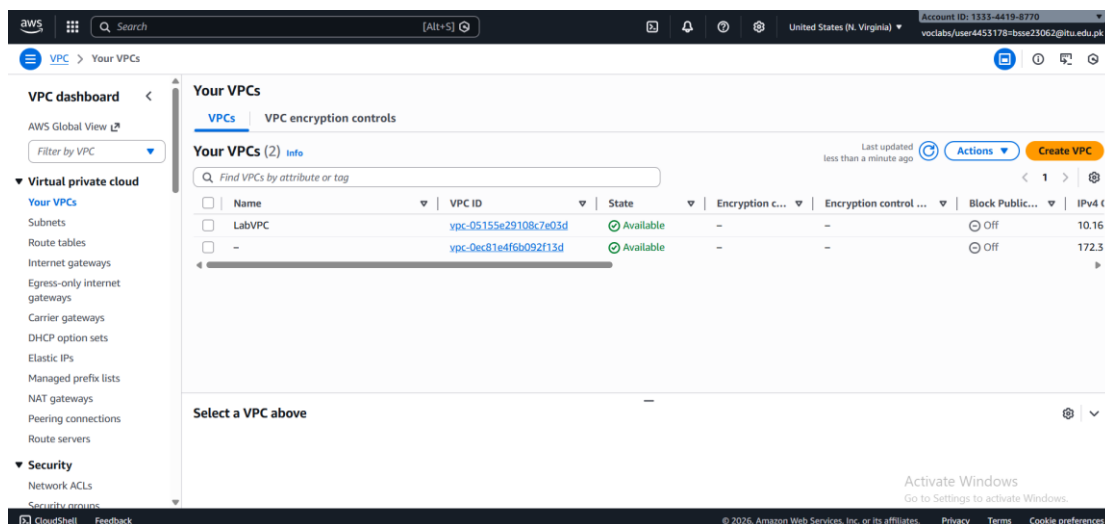 aws
Search
[Alt+S]
United States (N. Virginia)
Account ID: 1333-4419-8770
voclabs/user4453178=bsse23062@itu.edu.pk
VPC > Your VPCs
VPC dashboard
AWS Global View
Filter by VPC
Virtual private cloud
Your VPCs
Subnets
Route tables
Internet gateways
Egress-only internet
gateways
Carrier gateways
DHCP option sets
Elastic IPs
Managed prefix lists
NAT gateways
Peering connections
Route servers
Security
Network ACLs
Security groups
Your VPCs
VPCs VPC encryption controls
Your VPCs (2) Info
Last updated
less than a minute ago
Actions
Create VPC
Find VPCs by attribute or tag
1
Name VPC ID State Encryption c... Encryption control ... Block Public... IPv4
LabVPC vpc-05155e29108c7e03d Available – – Off 10.16
– vpc-0ec81e4f6b092f13d Available – – Off 172.3
Select a VPC above
Activate Windows
Go to Settings to activate Windows.
CloudShell Feedback
© 2026, Amazon Web Services, Inc. or its affiliates. Privacy Terms Cookie preferences